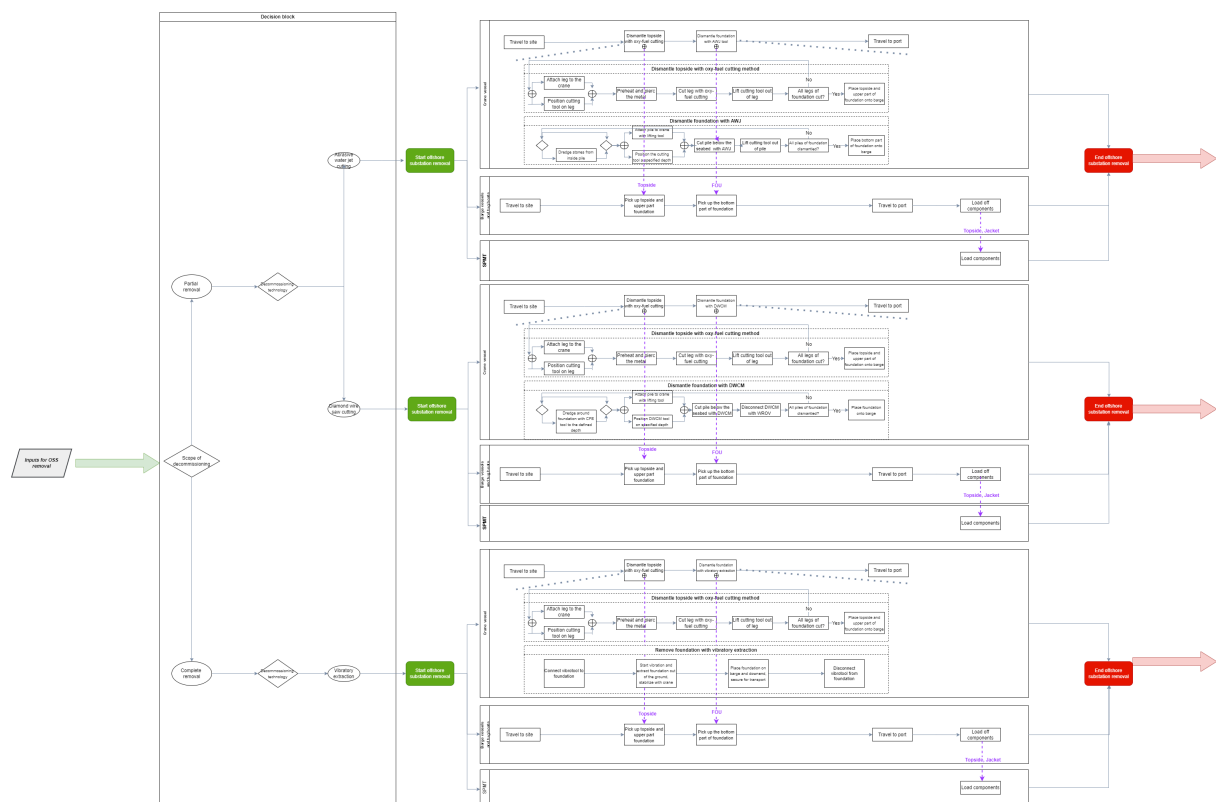 Decision block
Inputs for OSS
removal
Scope of
decommissioning
Partial
removal
Decommissioning
technology
Abrasive
water jet
cutting
Diamond wire
saw cutting
Complete
removal
Decommissioning
technology
Vibratory
extraction
Start offshore
substation removal
Crane vessel
Travel to site
Dismantle topside
with oxy-fuel cutting
Dismantle foundation
with AWJ tool
Travel to port
Dismantle topside with oxy-fuel cutting method
Attach leg to the
crane
Position cutting
tool on leg
Preheat and pierc
the metal
Cut leg with oxy-
fuel cutting
Lift cutting tool out
of leg
All legs of
foundation cut?
No
Yes
Place topside and
upper part of
foundation onto barge
Dismantle foundation with AWJ
Dredge stones from
inside pile
Attach pile to crane
with lifting tool
Position the cutting
tool at specified depth
Cut pile below the
seabed with AWJ
Lift cutting tool out
of pile
All piles of foundation
dismantled?
No
Yes
Place bottom part
of foundation onto
barge
Topside
FOU
Barge vessels
and tugboats
Travel to site
Pick up topside and
upper part
foundation
Pick up the bottom
part of foundation
Travel to port
Load off
components
Topside, Jacket
SPMT
Load components
End offshore
substation removal
Start offshore
substation removal
Crane vessel
Travel to site
Dismantle topside
with oxy-fuel cutting
Dismantle foundation
with DWCM
Travel to port
Dismantle topside with oxy-fuel cutting method
Attach leg to the
crane
Position cutting
tool on leg
Preheat and pierc
the metal
Cut leg with oxy-
fuel cutting
Lift cutting tool out
of leg
All legs of
foundation cut?
No
Yes
Place topside and
upper part of
foundation onto barge
Dismantle foundation with DWCM
Dredge around
foundation with CFE
tool to the defined
depth
Attach pile to crane
with lifting tool
Position DWCM tool
on specified depth
Cut pile below the
seabed with DWCM
Disconnect DWCM
with WROV
All piles of foundation
dismantled?
No
Yes
Place foundation
onto barge
Topside
FOU
Barge vessels
and tugboats
Travel to site
Pick up topside and
upper part
foundation
Pick up the bottom
part of foundation
Travel to port
Load off
components
Topside, Jacket
SPMT
Load components
End offshore
substation removal
Start offshore
substation removal
Crane vessel
Travel to site
Dismantle topside
with oxy-fuel cutting
Dismantle foundation
with vibratory extraction
Travel to port
Dismantle topside with oxy-fuel cutting method
Attach leg to the
crane
Position cutting
tool on leg
Preheat and pierc
the metal
Cut leg with oxy-
fuel cutting
Lift cutting tool out
of leg
All legs of
foundation cut?
No
Yes
Place topside and
upper part of
foundation onto barge
Remove foundation with vibratory extraction
Connect vibrotool to
foundation
Start vibration and
extract foundation out
of the ground,
stabilize with crane
Place foundation on
barge and downend,
secure for transport
Disconnect
vibrotool from
foundation
Topside
FOU
Barge vessels
and tugboats
Travel to site
Pick up topside and
upper part
foundation
Pick up the bottom
part of foundation
Travel to port
Load off
components
Topside, Jacket
SPMT
Load components
End offshore
substation removal